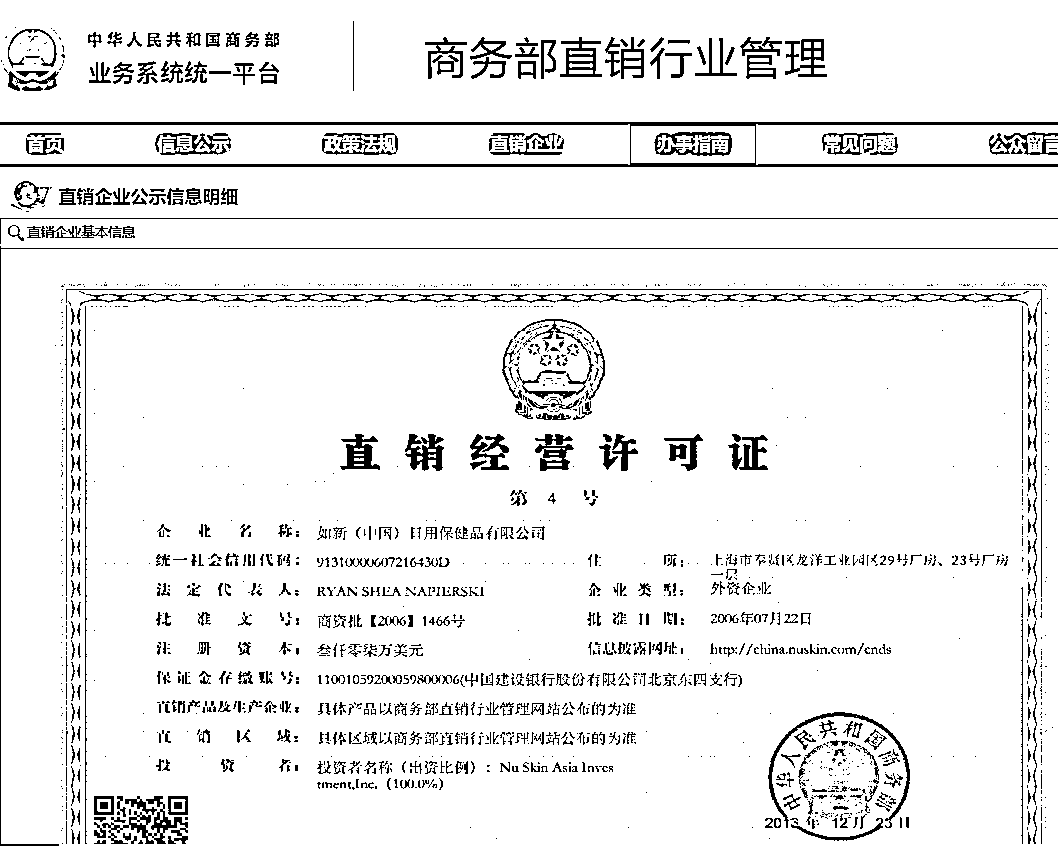 中华人民共和国商务部
业务系统统一平台
商务部直销行业管理
首页 信息公示 政策法规 直销企业 办事指南 常见问题 公众留言
直销企业公示信息明细
直销企业基本信息
直销经营许可证
第 4 号
企业名称： 如新（中国）日用保健品有限公司
统一社会信用代码： 91310000607216430D 住所： 上海市奉贤区龙洋工业园区29号厂房、23号厂房
一层
法定代表人： RYAN SHEA NAPIERSKI 企业类型： 外资企业
批准文号： 商资批【2006】1466号 批准日期： 2006年07月22日
注册资本： 叁仟零柒万美元 信息披露网址： http://china.nuskin.com/cnds
保证金存缴账号： 11001059200059800006(中国建设银行股份有限公司北京东四支行)
直销产品及生产企业： 具体产品以商务部直销行业管理网站公布的为准
直销区域： 具体区域以商务部直销行业管理网站公布的为准
投资者： 投资者名称（出资比例）：Nu Skin Asia Inves
tment,Inc.（100.0%）
中华人民共和国商务部
2013 年 12月 23日